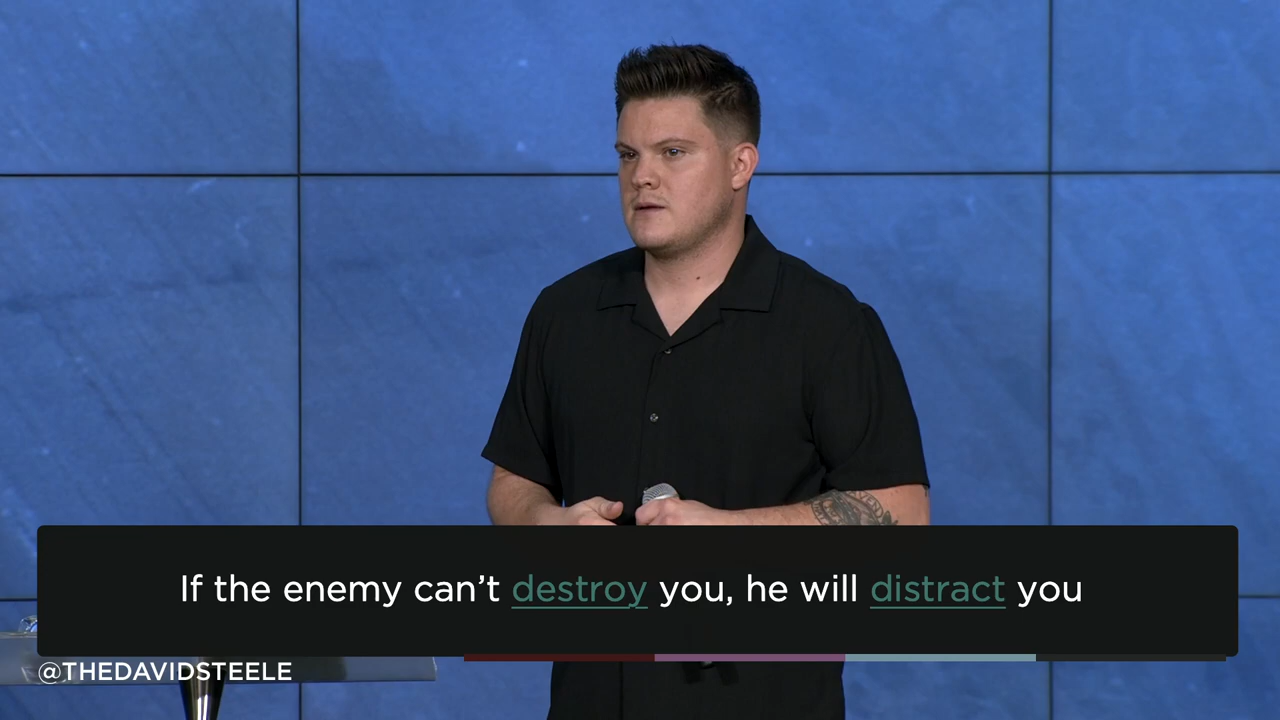 If the enemy can’t destroy you, he will distract you
@THEDAVIDSTEELE